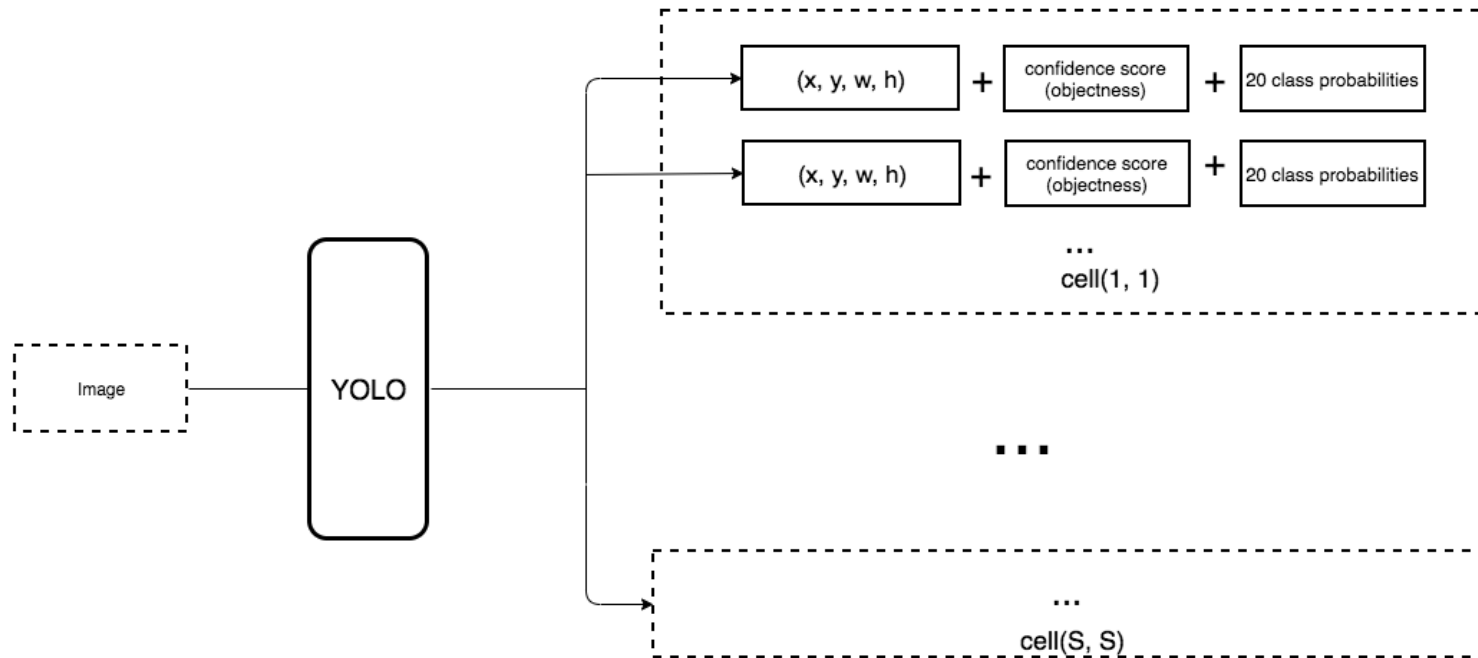 (x, y, w, h) + confidence score (objectness) + 20 class probabilities
(x, y, w, h) + confidence score (objectness) + 20 class probabilities
...
cell(1, 1)
Image
YOLO
...
...
cell(S, S)